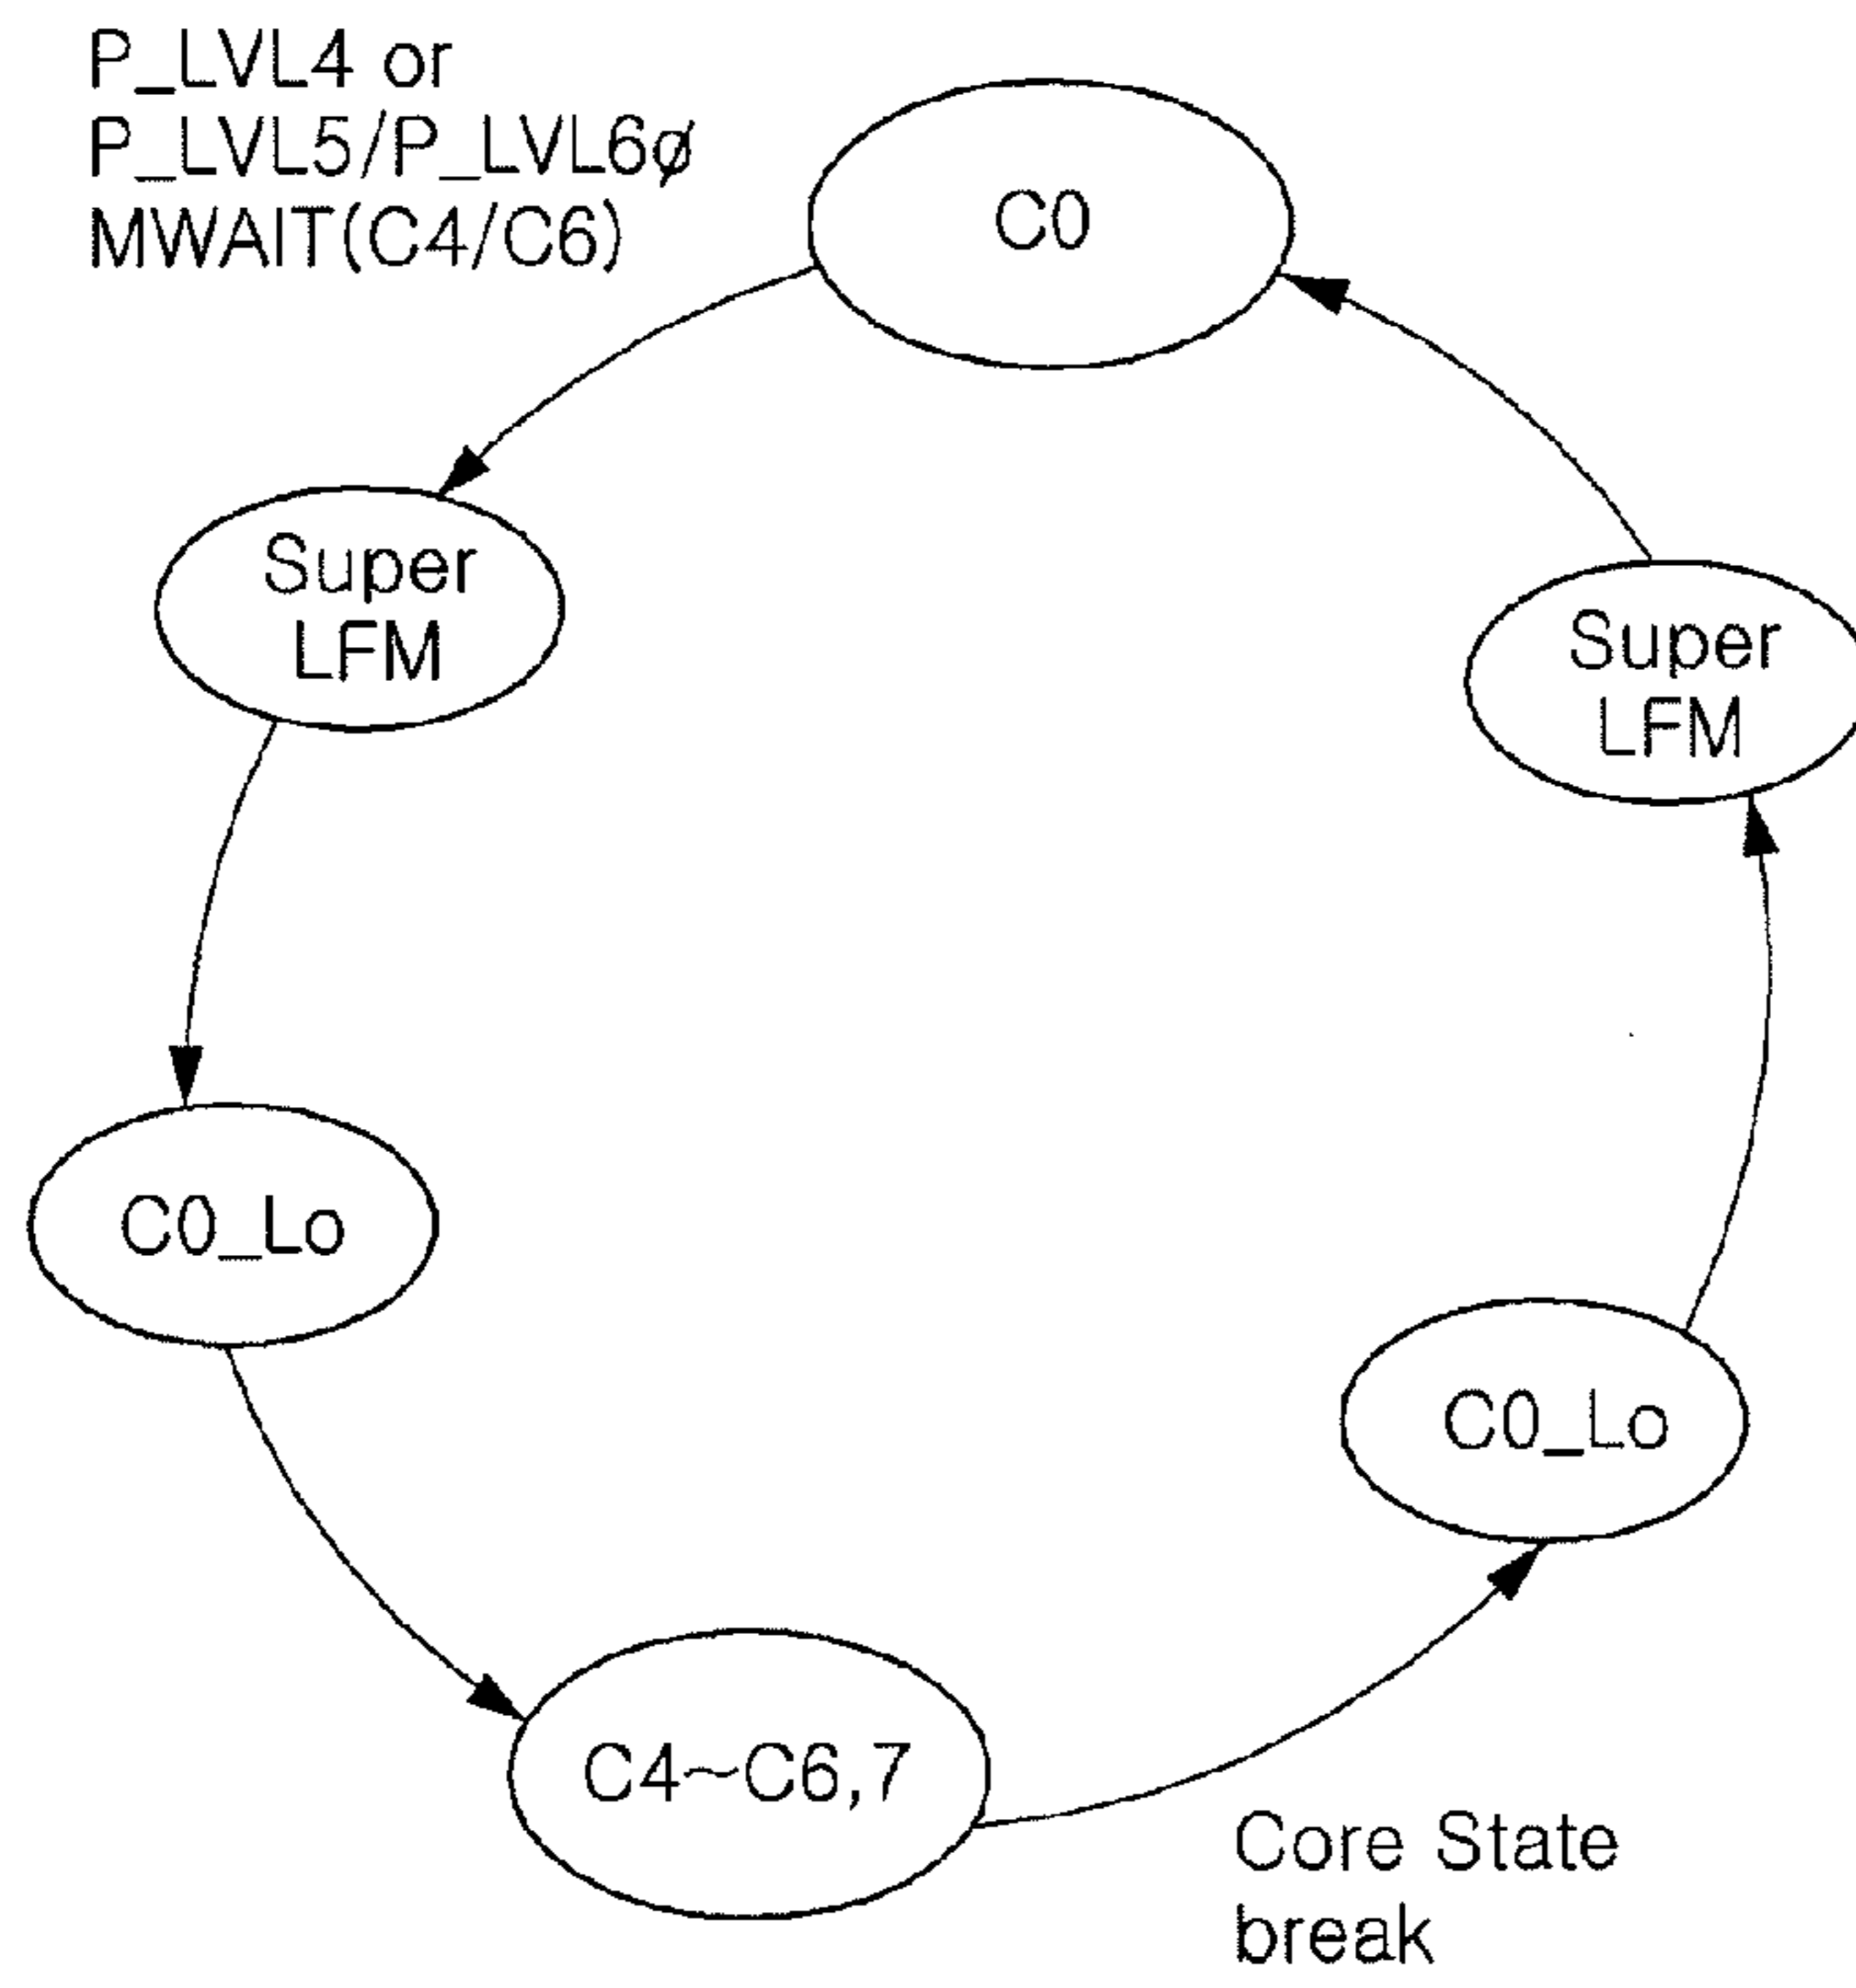 P_LVL4 or
P_LVL5/P_LVL6ø
MWAIT(C4/C6)
C0
Super
LFM
Super
LFM
C0_Lo
C0_Lo
C4~C6,7
Core State
break